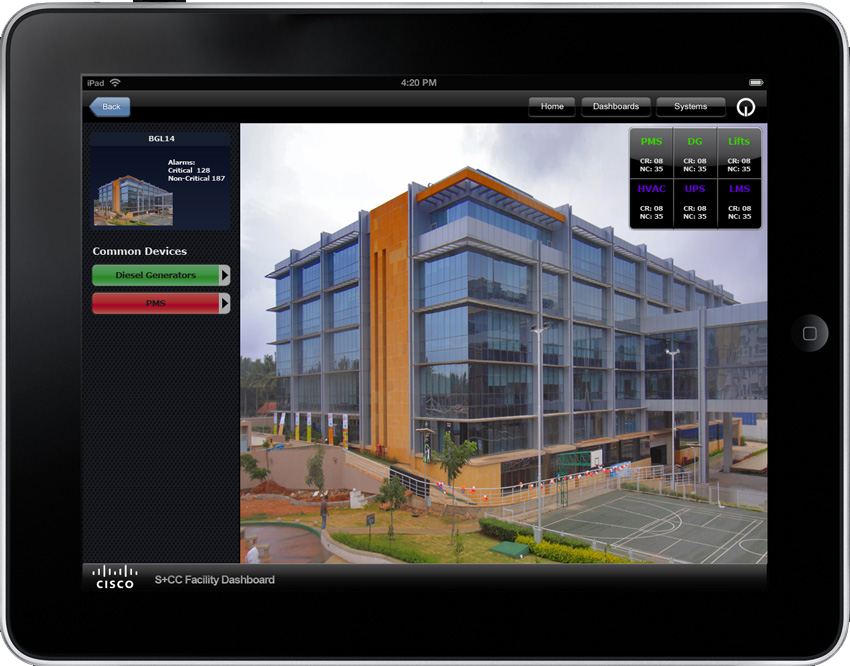 iPad
4:20 PM
Back
Home
Dashboards
Systems
BGL14
Alarms:
Critical 128
Non-Critical 187
Common Devices
Diesel Generators
PMS
PMS
CR: 08
NC: 35
DG
CR: 08
NC: 35
Lifts
CR: 08
NC: 35
HVAC
CR: 08
NC: 35
UPS
CR: 08
NC: 35
LMS
CR: 08
NC: 35
CISCO
S+CC Facility Dashboard